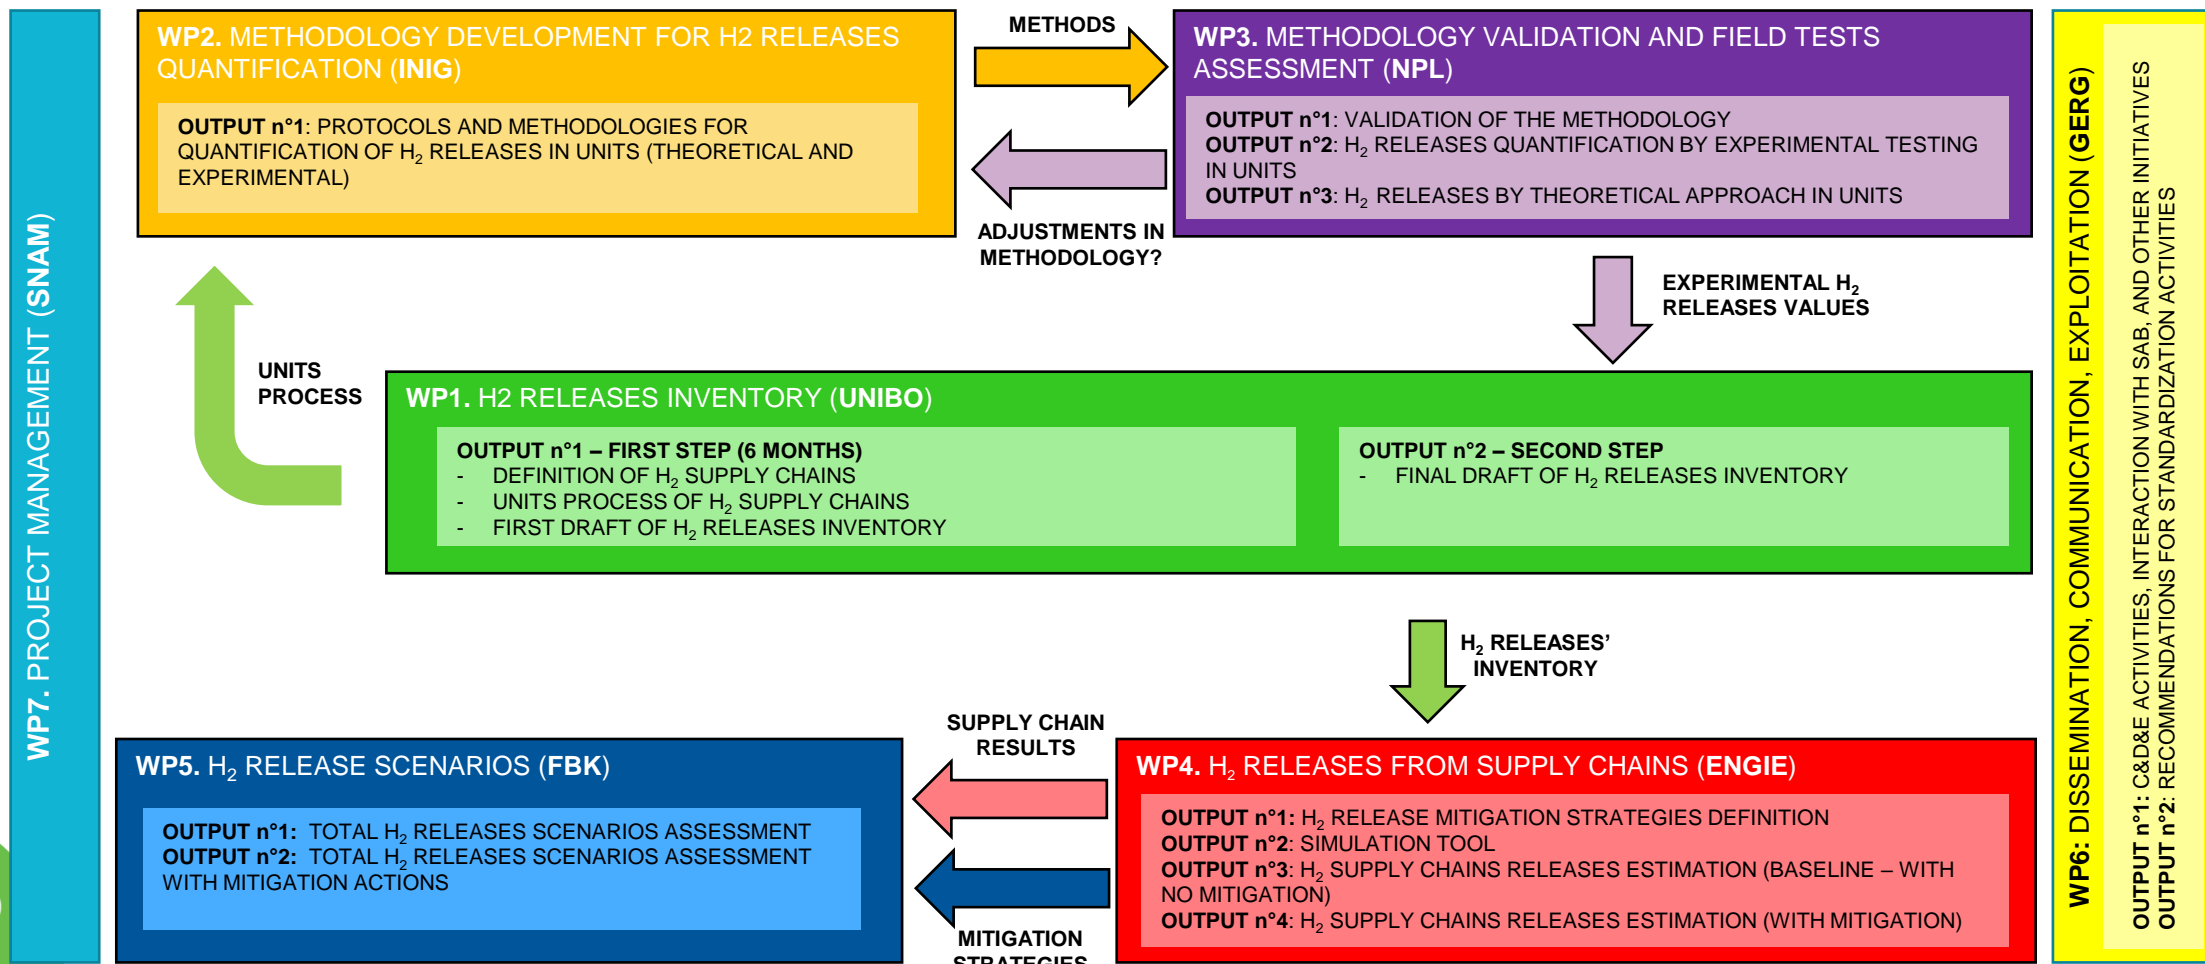 WP7. PROJECT MANAGEMENT (SNAM)
WP2. METHODOLOGY DEVELOPMENT FOR H2 RELEASES
QUANTIFICATION (INIG)
OUTPUT n°1: PROTOCOLS AND METHODOLOGIES FOR
QUANTIFICATION OF H₂ RELEASES IN UNITS (THEORETICAL AND
EXPERIMENTAL)
METHODS
ADJUSTMENTS IN
METHODOLOGY?
WP3. METHODOLOGY VALIDATION AND FIELD TESTS
ASSESSMENT (NPL)
OUTPUT n°1: VALIDATION OF THE METHODOLOGY
OUTPUT n°2: H₂ RELEASES QUANTIFICATION BY EXPERIMENTAL TESTING
IN UNITS
OUTPUT n°3: H₂ RELEASES BY THEORETICAL APPROACH IN UNITS
EXPERIMENTAL H₂
RELEASES VALUES
UNITS
PROCESS
WP1. H2 RELEASES INVENTORY (UNIBO)
OUTPUT n°1 – FIRST STEP (6 MONTHS)
- DEFINITION OF H₂ SUPPLY CHAINS
- UNITS PROCESS OF H₂ SUPPLY CHAINS
- FIRST DRAFT OF H₂ RELEASES INVENTORY
OUTPUT n°2 – SECOND STEP
- FINAL DRAFT OF H₂ RELEASES INVENTORY
H₂ RELEASES’
INVENTORY
SUPPLY CHAIN
RESULTS
MITIGATION
STRATEGIES
WP5. H₂ RELEASE SCENARIOS (FBK)
OUTPUT n°1: TOTAL H₂ RELEASES SCENARIOS ASSESSMENT
OUTPUT n°2: TOTAL H₂ RELEASES SCENARIOS ASSESSMENT
WITH MITIGATION ACTIONS
WP4. H₂ RELEASES FROM SUPPLY CHAINS (ENGIE)
OUTPUT n°1: H₂ RELEASE MITIGATION STRATEGIES DEFINITION
OUTPUT n°2: SIMULATION TOOL
OUTPUT n°3: H₂ SUPPLY CHAINS RELEASES ESTIMATION (BASELINE – WITH
NO MITIGATION)
OUTPUT n°4: H₂ SUPPLY CHAINS RELEASES ESTIMATION (WITH MITIGATION)
WP6: DISSEMINATION, COMMUNICATION, EXPLOITATION (GERG)
OUTPUT n°1: C&D&E ACTIVITIES, INTERACTION WITH SAB, AND OTHER INITIATIVES
OUTPUT n°2: RECOMMENDATIONS FOR STANDARDIZATION ACTIVITIES